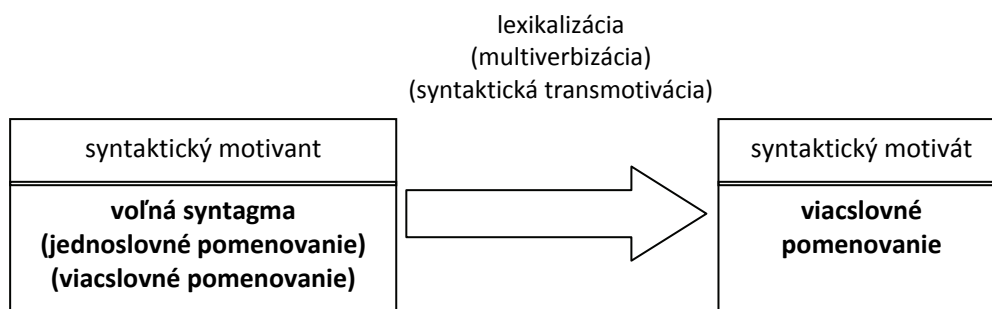 lexikalizácia
(multiverbizácia)
(syntaktická transmotivácia)
syntaktický motivant
voľná syntagma
(jednoslovné pomenovanie)
(viacslovné pomenovanie)
syntaktický motivát
viacslovné
pomenovanie